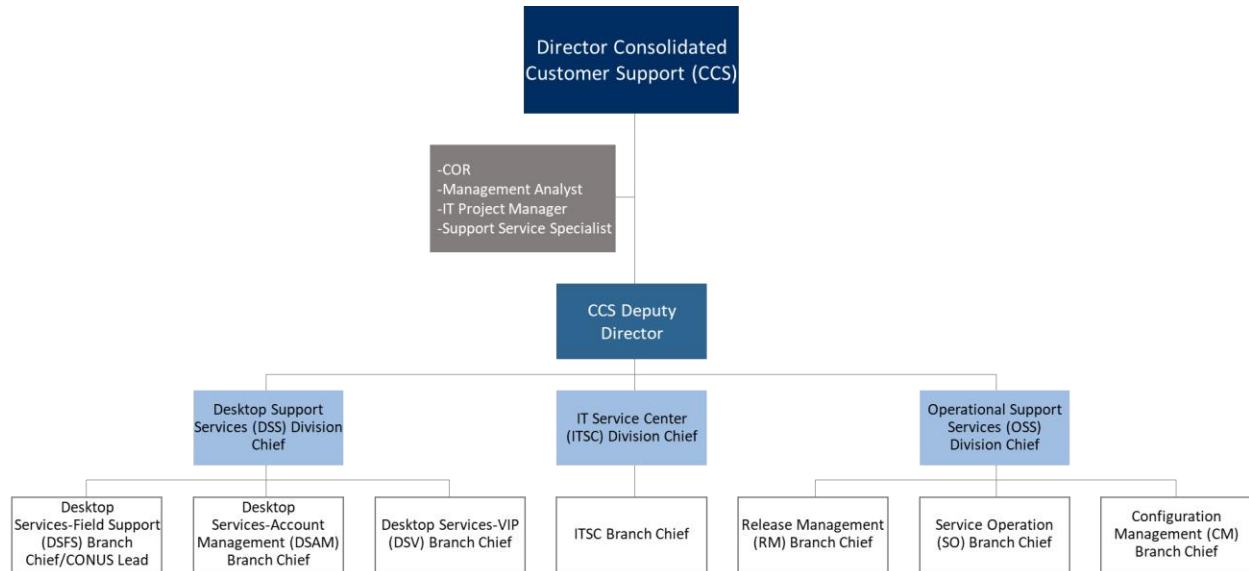 Director Consolidated
Customer Support (CCS)
-COR
-Management Analyst
-IT Project Manager
-Support Service Specialist
CCS Deputy
Director
Desktop Support
Services (DSS) Division
Chief
IT Service Center
(ITSC) Division Chief
Operational Support
Services (OSS)
Division Chief
Desktop
Services-Field Support
(DSFS) Branch
Chief/CONUS Lead
Desktop
Services-Account
Management (DSAM)
Branch Chief
Desktop Services-VIP
(DSV) Branch Chief
ITSC Branch Chief
Release Management
(RM) Branch Chief
Service Operation
(SO) Branch Chief
Configuration
Management (CM)
Branch Chief